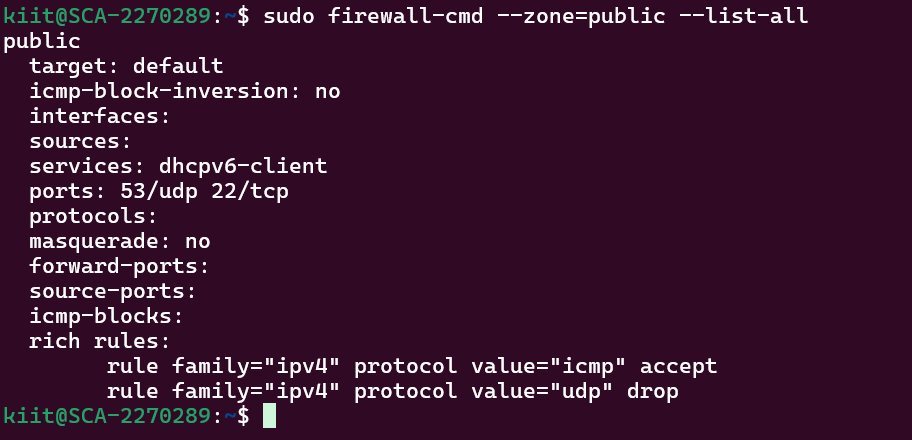 kiit@SCA-2270289:~$ sudo firewall-cmd --zone=public --list-all
public
  target: default
  icmp-block-inversion: no
  interfaces:
  sources:
  services: dhcpv6-client
  ports: 53/udp 22/tcp
  protocols:
  masquerade: no
  forward-ports:
  source-ports:
  icmp-blocks:
  rich rules:
        rule family="ipv4" protocol value="icmp" accept
        rule family="ipv4" protocol value="udp" drop
kiit@SCA-2270289:~$